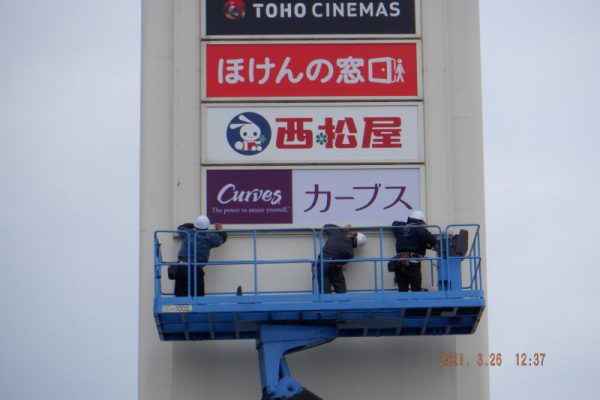 TOHO CINEMAS
ほけんの窓口
西松屋
Curves
The power to amaze yourself.
カーブス
2021. 3.26 12:37